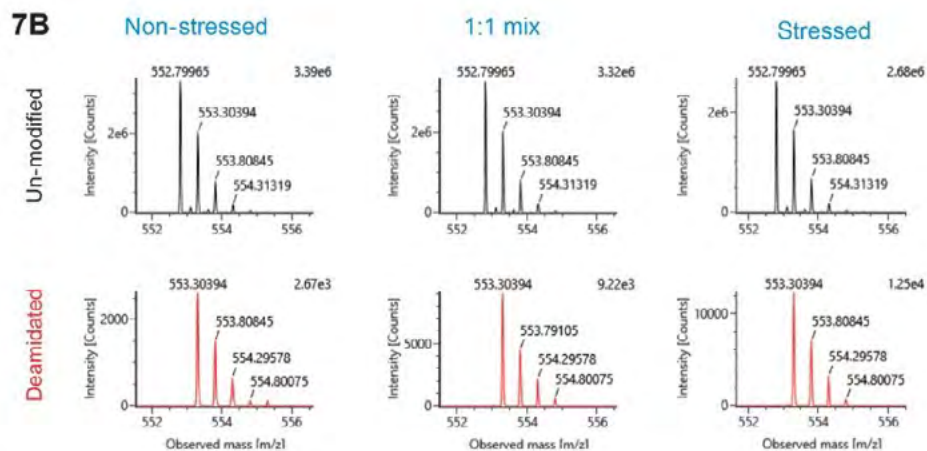 7B
Non-stressed
1:1 mix
Stressed
Un-modified
Intensity [Counts]
552.79965
3.39e6
553.30394
2e6
553.80845
554.31319
0
552
554
556
Intensity [Counts]
552.79965
3.32e6
553.30394
2e6
553.80845
554.31319
0
552
554
556
Intensity [Counts]
552.79965
2.68e6
553.30394
2e6
553.80845
554.31319
0
552
554
556
Deamidated
Intensity [Counts]
553.30394
2.67e3
2000
553.80845
554.29578
554.80075
0
552
554
556
Observed mass [m/z]
Intensity [Counts]
553.30394
9.22e3
553.79105
5000
554.29578
554.80075
0
552
554
556
Observed mass [m/z]
Intensity [Counts]
553.30394
1.25e4
10000
553.80845
554.29578
554.80075
0
552
554
556
Observed mass [m/z]